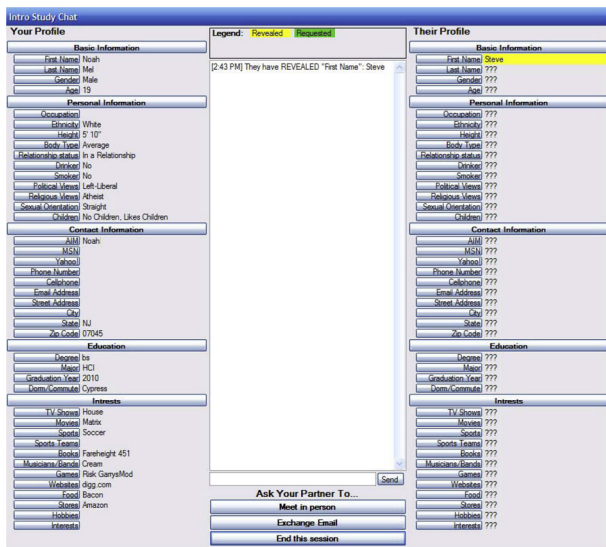 Intro Study Chat
Your Profile
Basic Information
First Name Noah
Last Name Mel
Gender Male
Age 19
Personal Information
Occupation
Ethnicity White
Height 5' 10"
Body Type Average
Relationship status In a Relationship
Drinker No
Smoker No
Political Views Left-Liberal
Religious Views Atheist
Sexual Orientation Straight
Children No Children, Likes Children
Contact Information
AIM Noah
MSN
Yahoo
Phone Number
Cellphone
Email Address
Street Address
City
State NJ
Zip Code 07045
Education
Degree bs
Major HCI
Graduation Year 2010
Dorm/Commute Cypress
Intrests
TV Shows House
Movies Matrix
Sports Soccer
Sports Teams
Books Fareheight 451
Musicians/Bands Cream
Games Risk GarrysMod
Websites digg.com
Food Bacon
Stores Amazon
Hobbies
Interests
Legend: Revealed Requested
[2:43 PM] They have REVEALED "First Name": Steve
Send
Ask Your Partner To...
Meet in person
Exchange Email
End this session
Their Profile
Basic Information
First Name Steve
Last Name ???
Gender ???
Age ???
Personal Information
Occupation ???
Ethnicity ???
Height ???
Body Type ???
Relationship status ???
Drinker ???
Smoker ???
Political Views ???
Religious Views ???
Sexual Orientation ???
Children ???
Contact Information
AIM ???
MSN ???
Yahoo ???
Phone Number ???
Cellphone ???
Email Address ???
Street Address ???
City ???
State ???
Zip Code ???
Education
Degree ???
Major ???
Graduation Year ???
Dorm/Commute ???
Intrests
TV Shows ???
Movies ???
Sports ???
Sports Teams ???
Books ???
Musicians/Bands ???
Games ???
Websites ???
Food ???
Stores ???
Hobbies ???
Interests ???